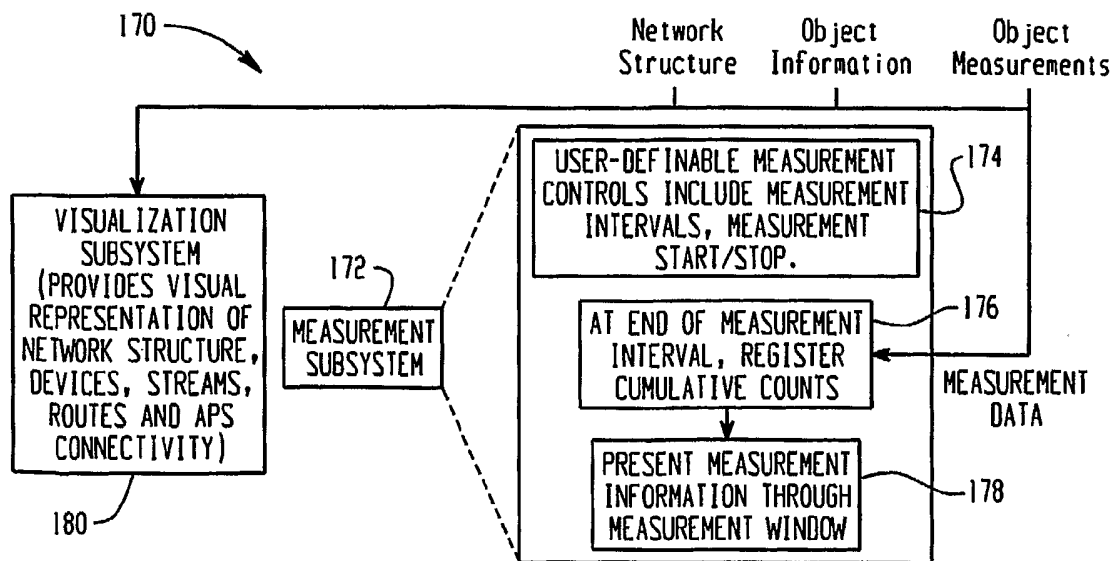 170
Network Structure
Object Information
Object Measurements
USER-DEFINABLE MEASUREMENT
CONTROLS INCLUDE MEASUREMENT
INTERVALS, MEASUREMENT
START/STOP.
174
VISUALIZATION
SUBSYSTEM
(PROVIDES VISUAL
REPRESENTATION OF
NETWORK STRUCTURE,
DEVICES, STREAMS,
ROUTES AND APS
CONNECTIVITY)
180
172
MEASUREMENT
SUBSYSTEM
AT END OF MEASUREMENT
INTERVAL, REGISTER
CUMULATIVE COUNTS
176
MEASUREMENT
DATA
PRESENT MEASUREMENT
INFORMATION THROUGH
MEASUREMENT WINDOW
178